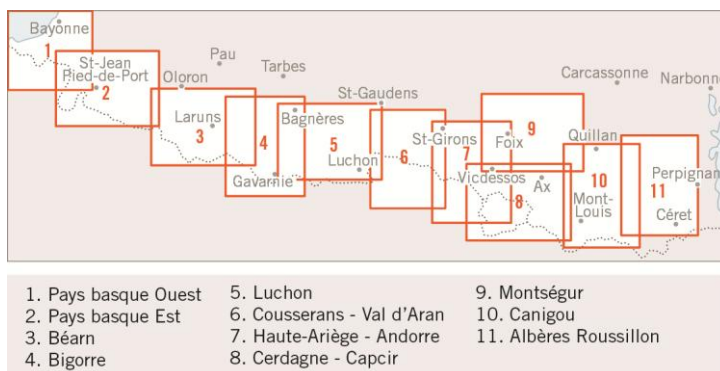 Bayonne
1
St-Jean
Pied-de-Port
2
Pau
Tarbes
Oloron
Laruns
3
4
Gavarnie
Bagnères
St-Gaudens
5
Luchon
6
St-Girons
7
Foix
9
Vicdessos
8
Ax
Carcassonne
Narbonne
Quillan
10
Mont-
Louis
Perpignan
11
Céret
1. Pays basque Ouest
2. Pays basque Est
3. Béarn
4. Bigorre
5. Luchon
6. Couserans - Val d'Aran
7. Haute-Ariège - Andorre
8. Cerdagne - Capcir
9. Montségur
10. Canigou
11. Albères Roussillon